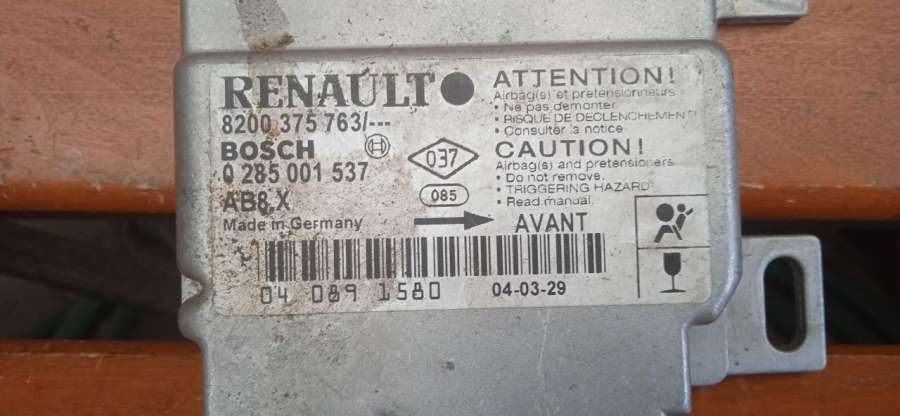 RENAULT
8200 375 763/---
BOSCH
0 285 001 537
AB8.X
Made in Germany
037
085
ATTENTION!
Airbag(s) et pretensionneurs
• Ne pas demonter
• RISQUE DE DECLENCHEMENT!
• Consulter la notice
CAUTION!
Airbag(s) and pretensioners
• Do not remove.
• TRIGGERING HAZARD
• Read manual.
AVANT
04 089 1580
04-03-29